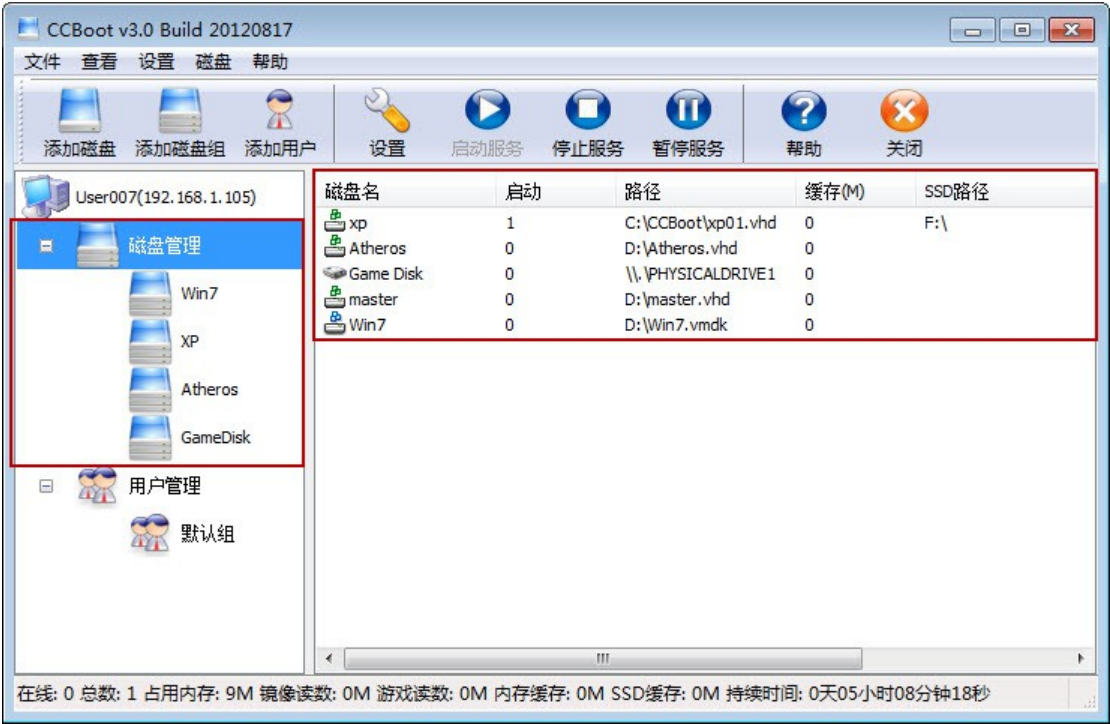 CCBoot v3.0 Build 20120817
文件 查看 设置 磁盘 帮助
添加磁盘 添加磁盘组 添加用户 设置 启动服务 停止服务 暂停服务 帮助 关闭
User007(192.168.1.105)
磁盘管理
Win7
XP
Atheros
GameDisk
用户管理
默认组
磁盘名 启动 路径 缓存(M) SSD路径
xp 1 C:\CCBoot\xp01.vhd 0 F:\
Atheros 0 D:\Atheros.vhd 0
Game Disk 0 \\.\PHYSICALDRIVE1 0
master 0 D:\master.vhd 0
Win7 0 D:\Win7.vmdk 0
在线: 0 总数: 1 占用内存: 9M 镜像读数: 0M 游戏读数: 0M 内存缓存: 0M SSD缓存: 0M 持续时间: 0天05小时08分钟18秒